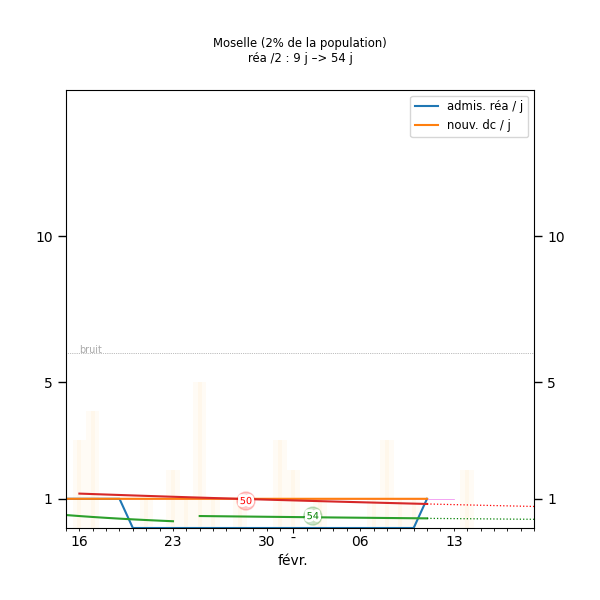 Moselle (2% de la population)
réa /2 : 9 j –> 54 j
admis. réa / j
nouv. dc / j
10
10
bruit
5
5
1
1
50
54
16
23
30
-
06
13
févr.